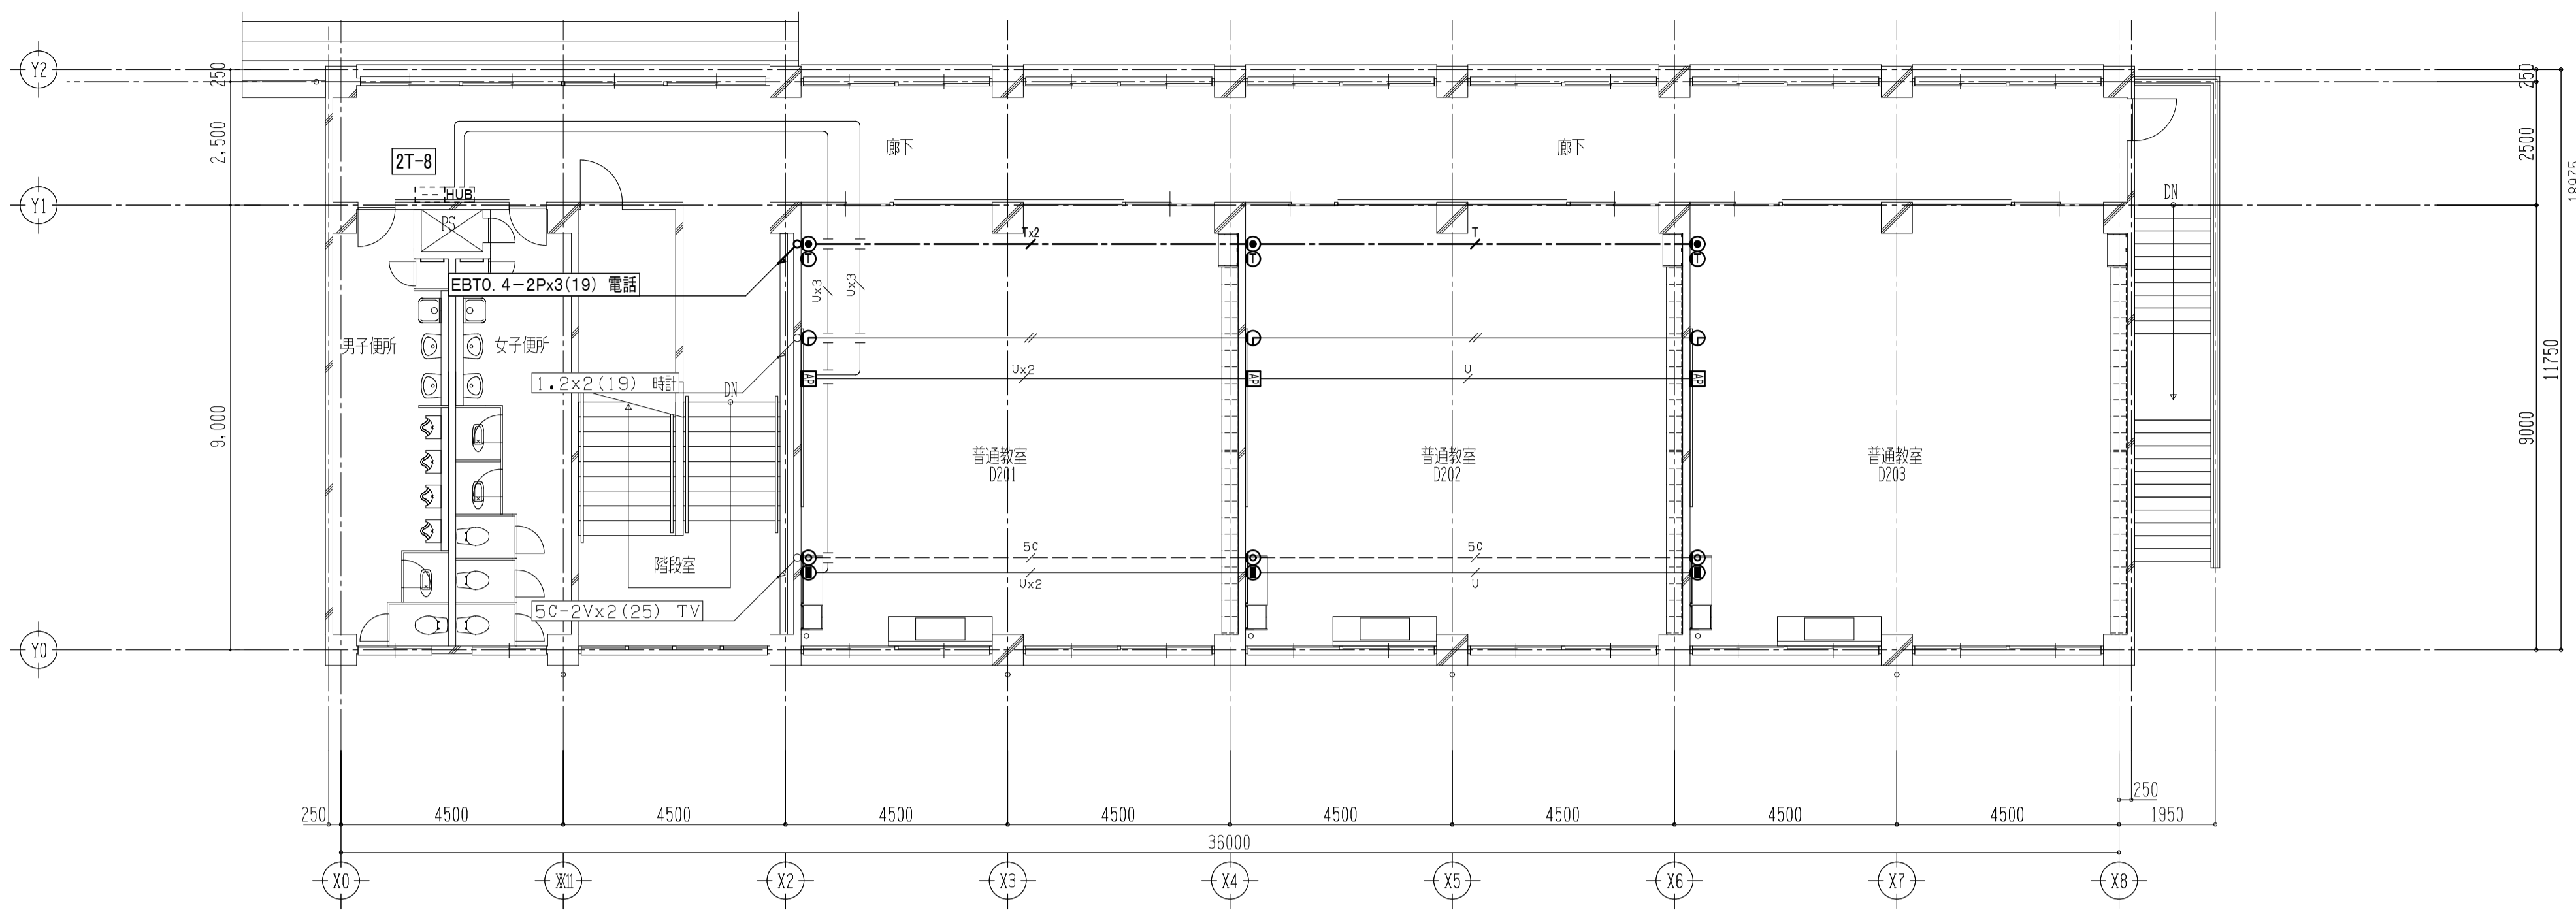 Y2
250
250
2,500
2T-8
廊下
廊下
2500
18975
HUB
Y1
PS
DN
Tx2
T
T
T
T
EBT0. 4-2Px3(19) 電話
Ux3
Ux3
男子便所
女子便所
1.2x2(19) 時計
DN
AP
Ux2
AP
U
AP
11750
9,000
9000
普通教室
D201
普通教室
D202
普通教室
D203
階段室
5C
5C
Ux2
U
5C-2Vx2(25) TV
Y0
250
4500
4500
4500
4500
4500
4500
4500
4500
250
1950
36000
X0
X2
X3
X4
X5
X6
X7
X8